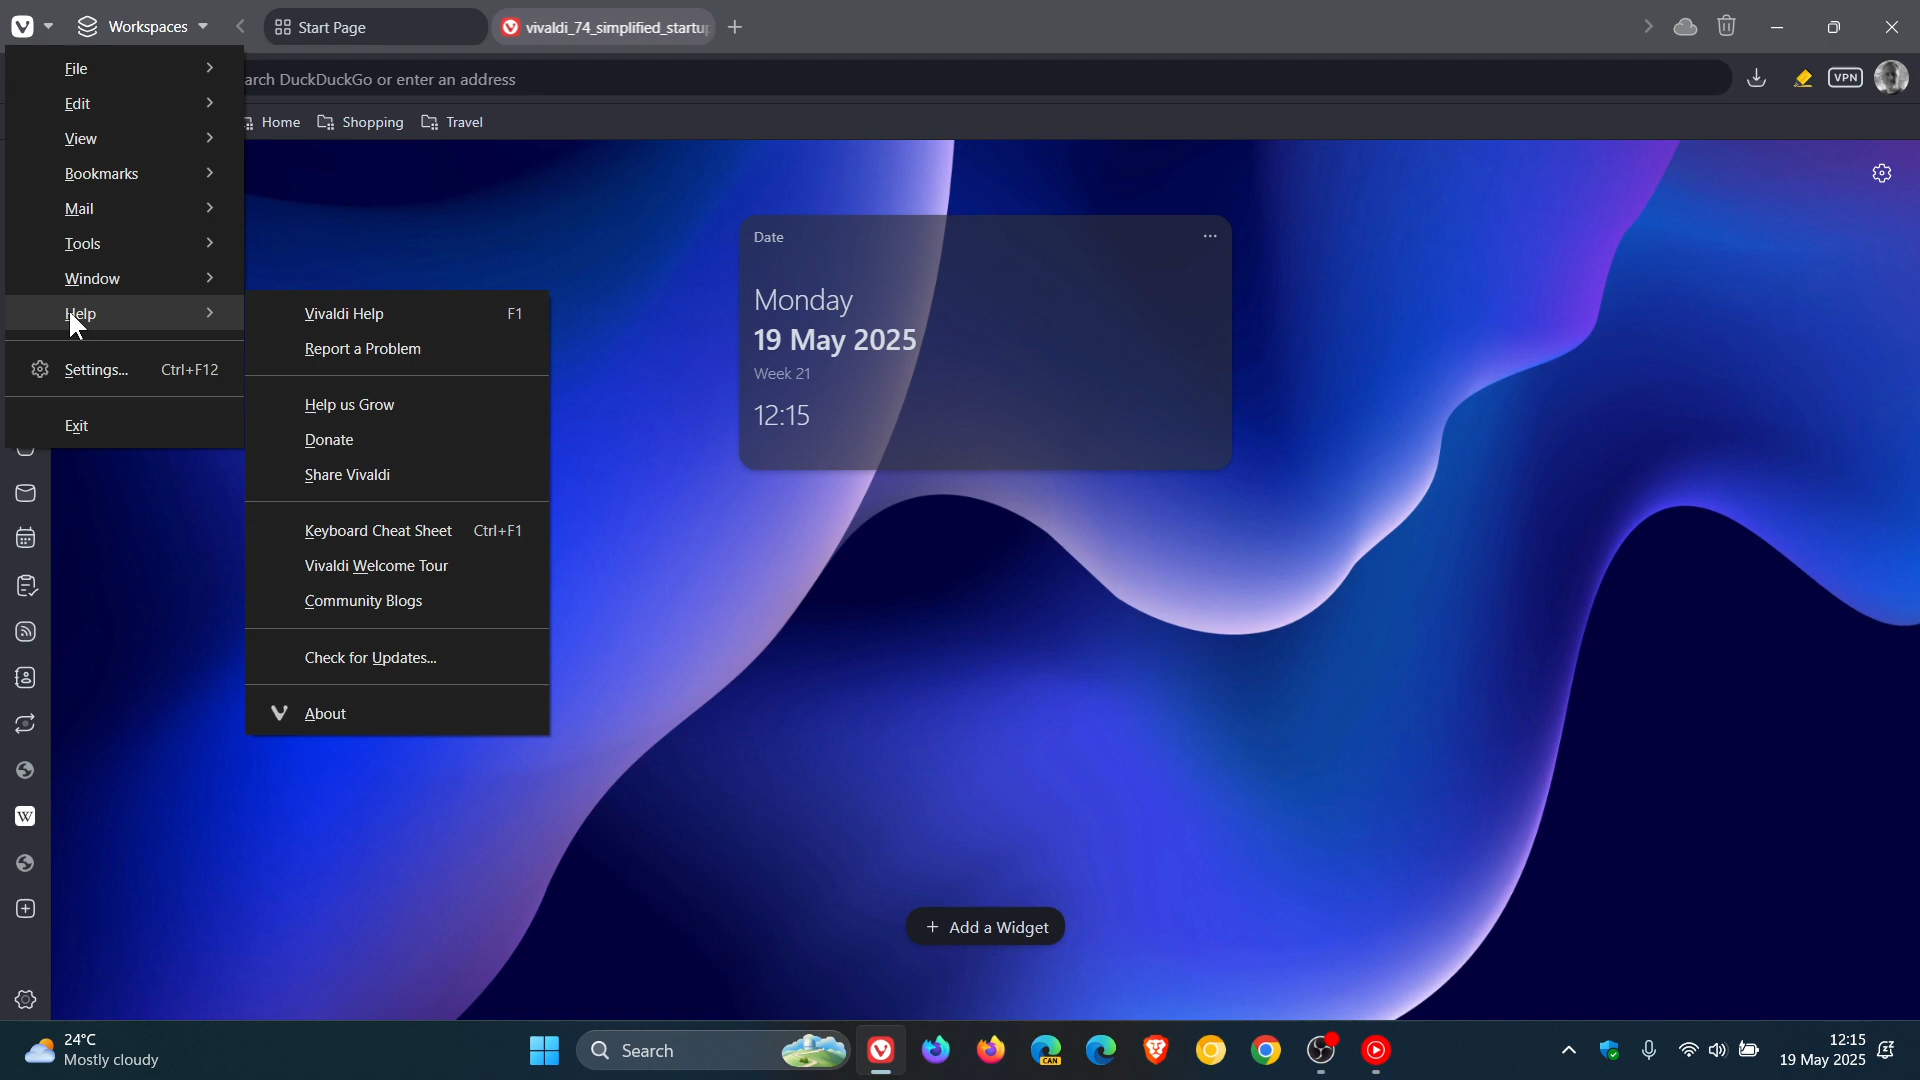 Workspaces
Start Page
vivaldi_74_simplified_startu
File
Edit
View
Bookmarks
Mail
Tools
Window
Help
Settings... Ctrl+F12
Exit
arch DuckDuckGo or enter an address
VPN
Home
Shopping
Travel
Vivaldi Help F1
Report a Problem
Help us Grow
Donate
Share Vivaldi
Keyboard Cheat Sheet Ctrl+F1
Vivaldi Welcome Tour
Community Blogs
Check for Updates...
About
Date
Monday
19 May 2025
Week 21
12:15
W
+ Add a Widget
24°C
Mostly cloudy
Search
CAN
12:15
19 May 2025